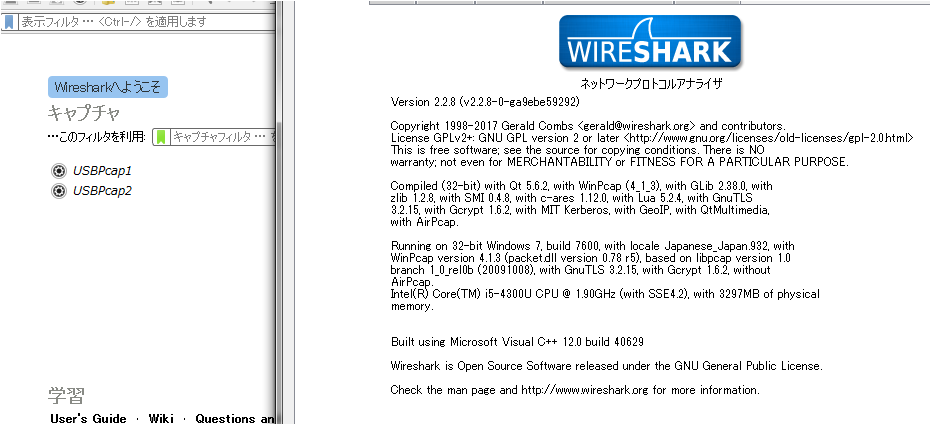 表示フィルタ … <Ctrl-/> を適用します
Wiresharkへようこそ
キャプチャ
…このフィルタを利用:
キャプチャフィルタ …
USBPcap1
USBPcap2
学習
User's Guide · Wiki · Questions an
WIRESHARK
ネットワークプロトコルアナライザ
Version 2.2.8 (v2.2.8-0-ga9ebe59292)
Copyright 1998-2017 Gerald Combs <gerald@wireshark.org> and contributors.
License GPLv2+: GNU GPL version 2 or later <http://www.gnu.org/licenses/old-licenses/gpl-2.0.html>
This is free software; see the source for copying conditions. There is NO
warranty; not even for MERCHANTABILITY or FITNESS FOR A PARTICULAR PURPOSE.
Compiled (32-bit) with Qt 5.6.2, with WinPcap (4_1_3), with GLib 2.38.0, with
zlib 1.2.8, with SMI 0.4.8, with c-ares 1.12.0, with Lua 5.2.4, with GnuTLS
3.2.15, with Gcrypt 1.6.2, with MIT Kerberos, with GeoIP, with QtMultimedia,
with AirPcap.
Running on 32-bit Windows 7, build 7600, with locale Japanese_Japan.932, with
WinPcap version 4.1.3 (packet.dll version 0.78 r5), based on libpcap version 1.0
branch 1_0_rel0b (20091008), with GnuTLS 3.2.15, with Gcrypt 1.6.2, without
AirPcap.
Intel(R) Core(TM) i5-4300U CPU @ 1.90GHz (with SSE4.2), with 3297MB of physical
memory.
Built using Microsoft Visual C++ 12.0 build 40629
Wireshark is Open Source Software released under the GNU General Public License.
Check the man page and http://www.wireshark.org for more information.